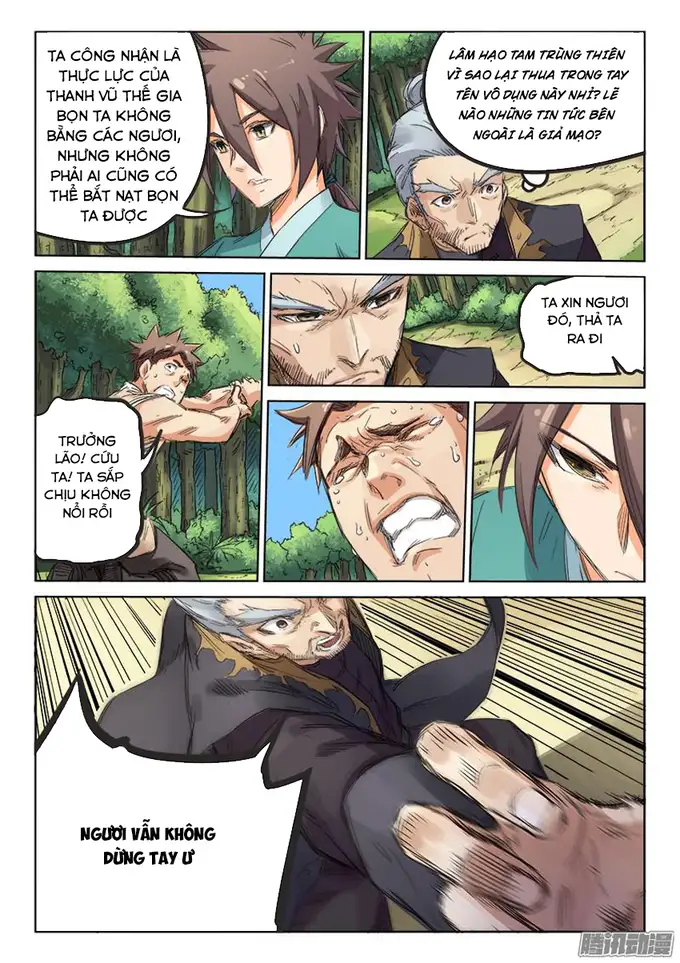 TA CÔNG NHẬN LÀ
THỰC LỰC CỦA
THANH VŨ THẾ GIA
BỌN TA KHÔNG
BẰNG CÁC NGƯƠI,
NHƯNG KHÔNG
PHẢI AI CŨNG CÓ
THỂ BẮT NẠT BỌN
TA ĐƯỢC
LÂM HẠO TAM TRÙNG THIÊN
VÌ SAO LẠI THUA TRONG TAY
TÊN VÔ DỤNG NÀY NHỈ? LẼ
NÀO NHỮNG TIN TỨC BÊN
NGOÀI LÀ GIẢ MẠO?
TA XIN NGƯƠI
ĐÓ, THẢ TA
RA ĐI
TRƯỞNG
LÃO! CỨU
TA! TA SẮP
CHỊU KHÔNG
NỔI RỒI
NGƯƠI VẪN KHÔNG
DỪNG TAY Ư
腾讯动漫